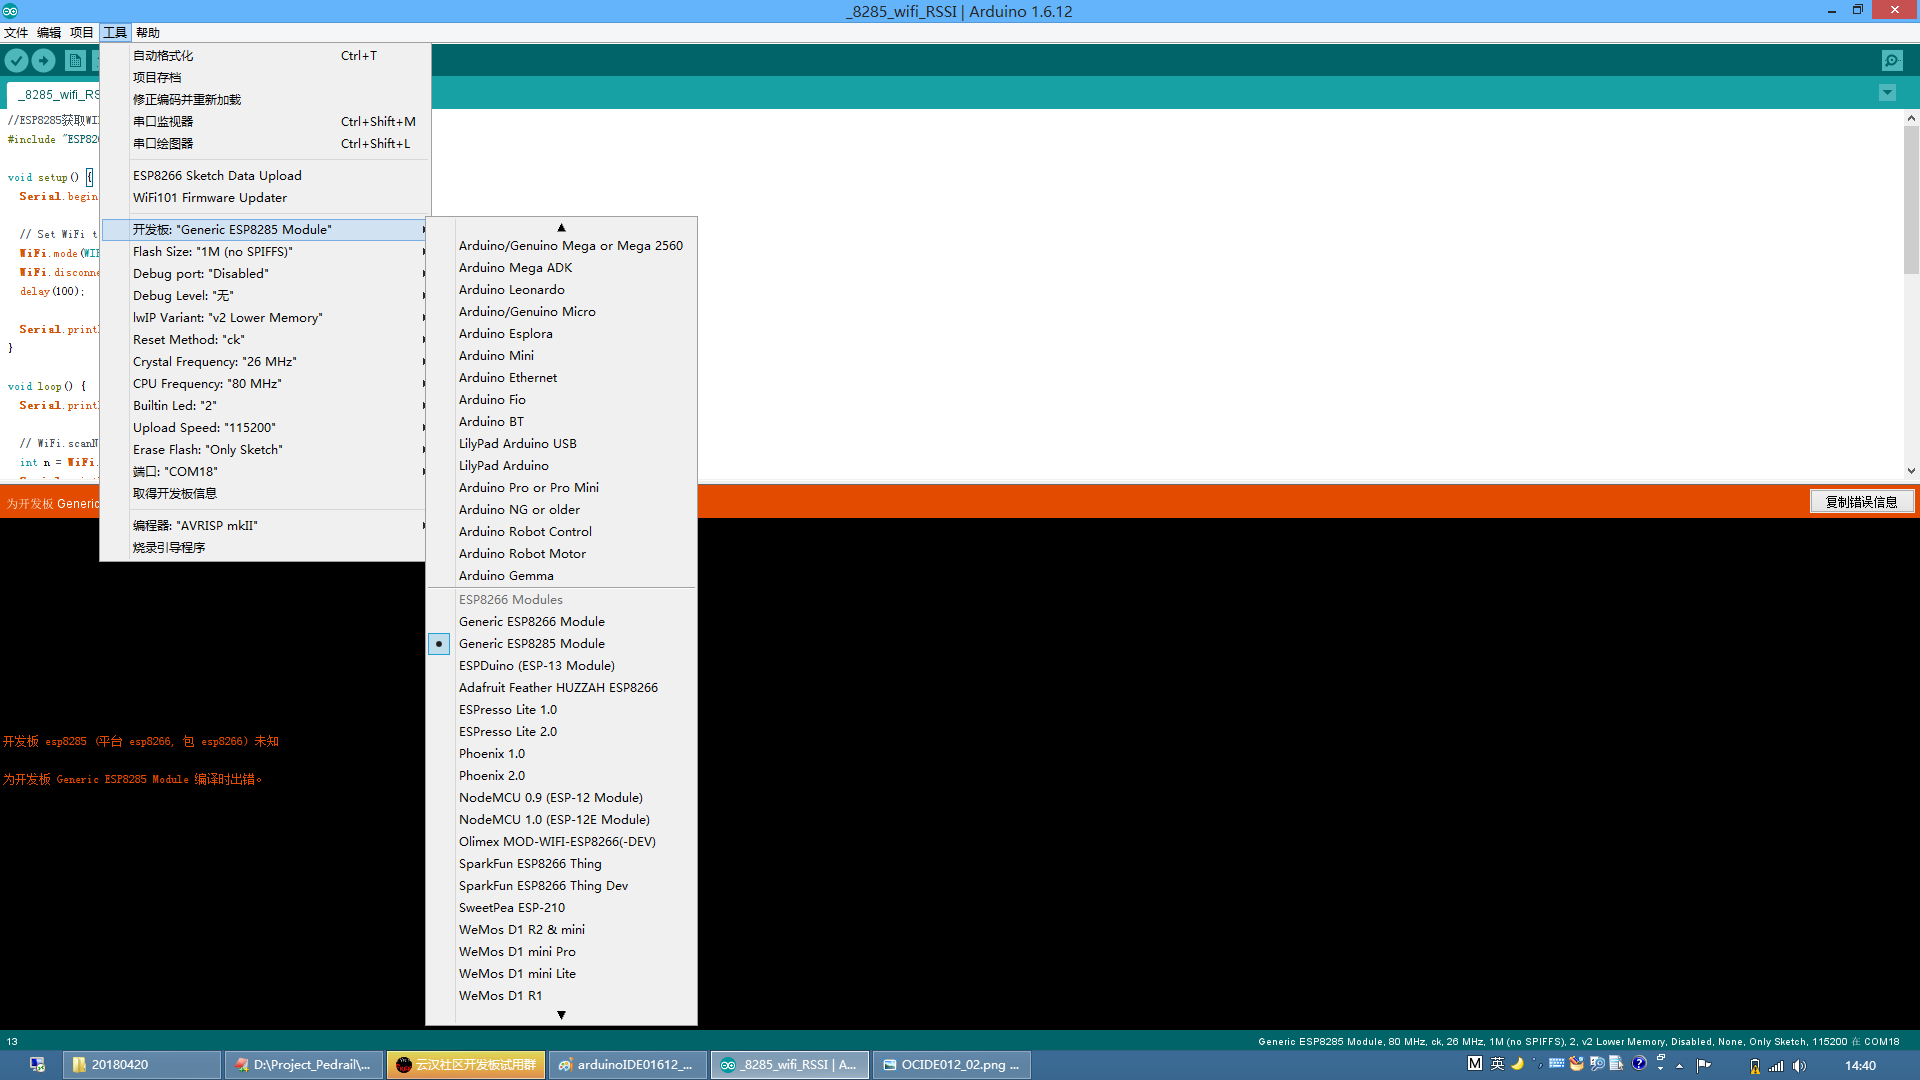 _8285_wifi_RSSI | Arduino 1.6.12
文件 编辑 项目 工具 帮助
_8285_wifi_RS
//ESP8285获取WI
#include "ESP820
void setup() {
Serial.begin
// Set WiFi t
WiFi.mode(WI
WiFi.disconne
delay(100);
Serial.print
}
void loop() {
Serial.print
// WiFi.scanN
int n = WiFi.
自动格式化 Ctrl+T
项目存档
修正编码并重新加载
串口监视器 Ctrl+Shift+M
串口绘图器 Ctrl+Shift+L
ESP8266 Sketch Data Upload
WiFi101 Firmware Updater
开发板: "Generic ESP8285 Module"
Flash Size: "1M (no SPIFFS)"
Debug port: "Disabled"
Debug Level: "无"
lwIP Variant: "v2 Lower Memory"
Reset Method: "ck"
Crystal Frequency: "26 MHz"
CPU Frequency: "80 MHz"
Builtin Led: "2"
Upload Speed: "115200"
Erase Flash: "Only Sketch"
端口: "COM18"
取得开发板信息
编程器: "AVRISP mkII"
烧录引导程序
Arduino/Genuino Mega or Mega 2560
Arduino Mega ADK
Arduino Leonardo
Arduino/Genuino Micro
Arduino Esplora
Arduino Mini
Arduino Ethernet
Arduino Fio
Arduino BT
LilyPad Arduino USB
LilyPad Arduino
Arduino Pro or Pro Mini
Arduino NG or older
Arduino Robot Control
Arduino Robot Motor
Arduino Gemma
ESP8266 Modules
Generic ESP8266 Module
Generic ESP8285 Module
ESPDuino (ESP-13 Module)
Adafruit Feather HUZZAH ESP8266
ESPresso Lite 1.0
ESPresso Lite 2.0
Phoenix 1.0
Phoenix 2.0
NodeMCU 0.9 (ESP-12 Module)
NodeMCU 1.0 (ESP-12E Module)
Olimex MOD-WIFI-ESP8266(-DEV)
SparkFun ESP8266 Thing
SparkFun ESP8266 Thing Dev
SweetPea ESP-210
WeMos D1 R2 & mini
WeMos D1 mini Pro
WeMos D1 mini Lite
WeMos D1 R1
为开发板 Generic
复制错误信息
开发板 esp8285 (平台 esp8266, 包 esp8266) 未知
为开发板 Generic ESP8285 Module 编译时出错。
13
Generic ESP8285 Module, 80 MHz, ck, 26 MHz, 1M (no SPIFFS), 2, v2 Lower Memory, Disabled, None, Only Sketch, 115200 在 COM18
20180420
D:\Project_Pedrail\...
云汉社区开发板试用群
arduinoIDE01612_...
_8285_wifi_RSSI | A...
OCIDE012_02.png ...
M 英
14:40